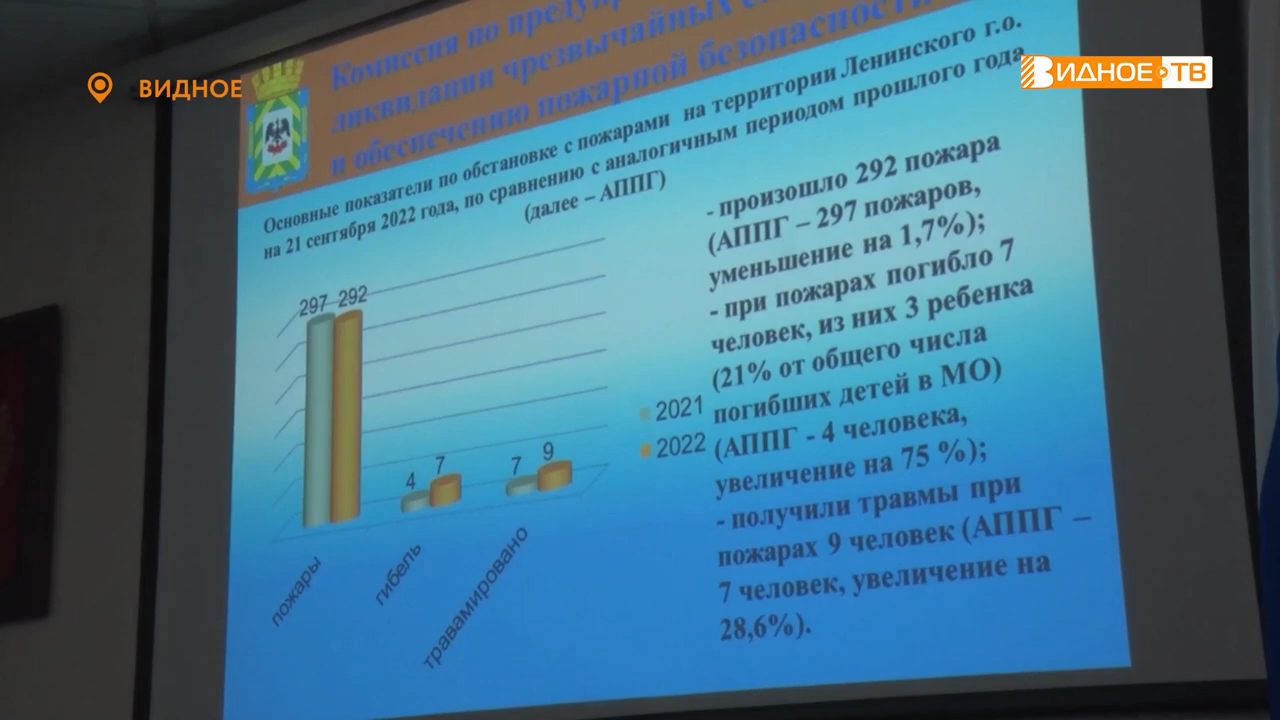 ВИДНОЕ
ВИДНОЕ ТВ
Комиссия по
ликвидации чрезвычайных
и обеспечению пожарной безопасности
Основные показатели по обстановке с пожарами на территории Ленинского г.о.
на 21 сентября 2022 года, по сравнению с аналогичным периодом прошлого года
(далее – АППГ)
297 292
4 7
7 9
пожары
гибель
травамировано
2021
2022
- произошло 292 пожара
(АППГ – 297 пожаров,
уменьшение на 1,7%);
- при пожарах погибло 7
человек, из них 3 ребенка
(21% от общего числа
погибших детей в МО)
(АППГ - 4 человека,
увеличение на 75 %);
- получили травмы при
пожарах 9 человек (АППГ –
7 человек, увеличение на
28,6%).